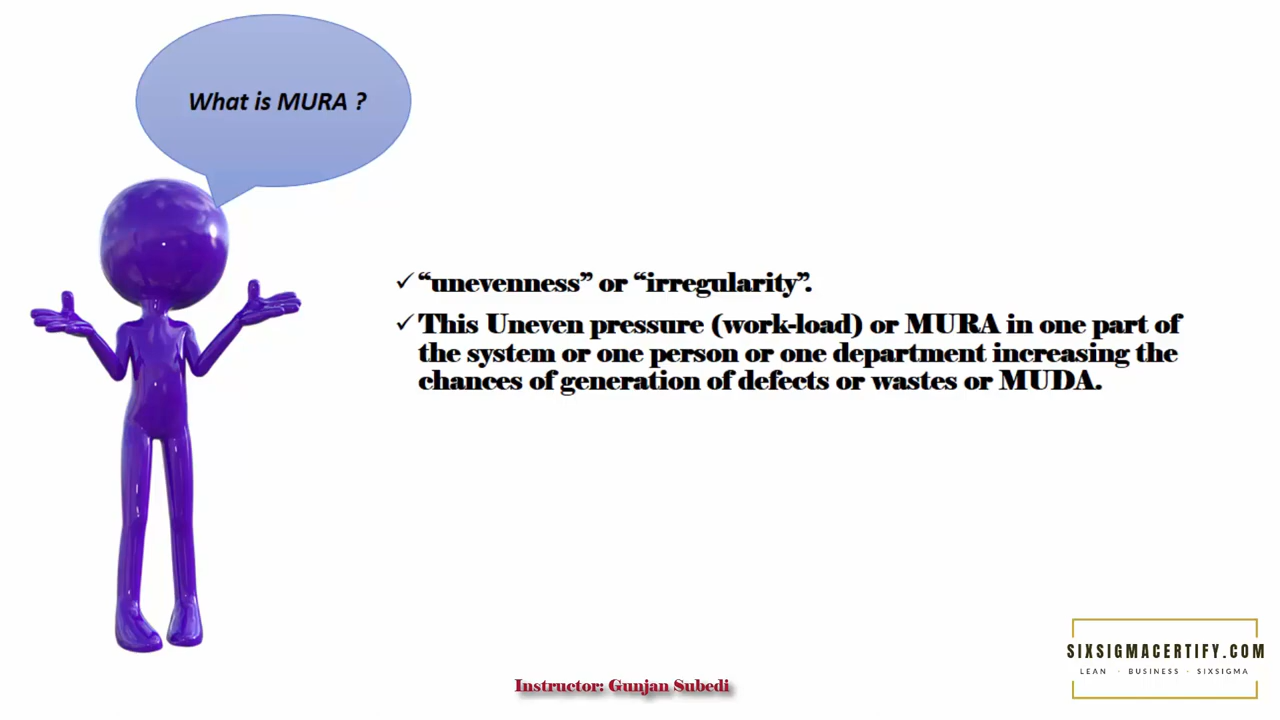 What is MURA ?
✓ “unevenness” or “irregularity”.
✓ This Uneven pressure (work-load) or MURA in one part of
the system or one person or one department increasing the
chances of generation of defects or wastes or MUDA.
SIXSIGMACERTIFY.COM
LEAN · BUSINESS · SIXSIGMA
Instructor: Gunjan Subedi